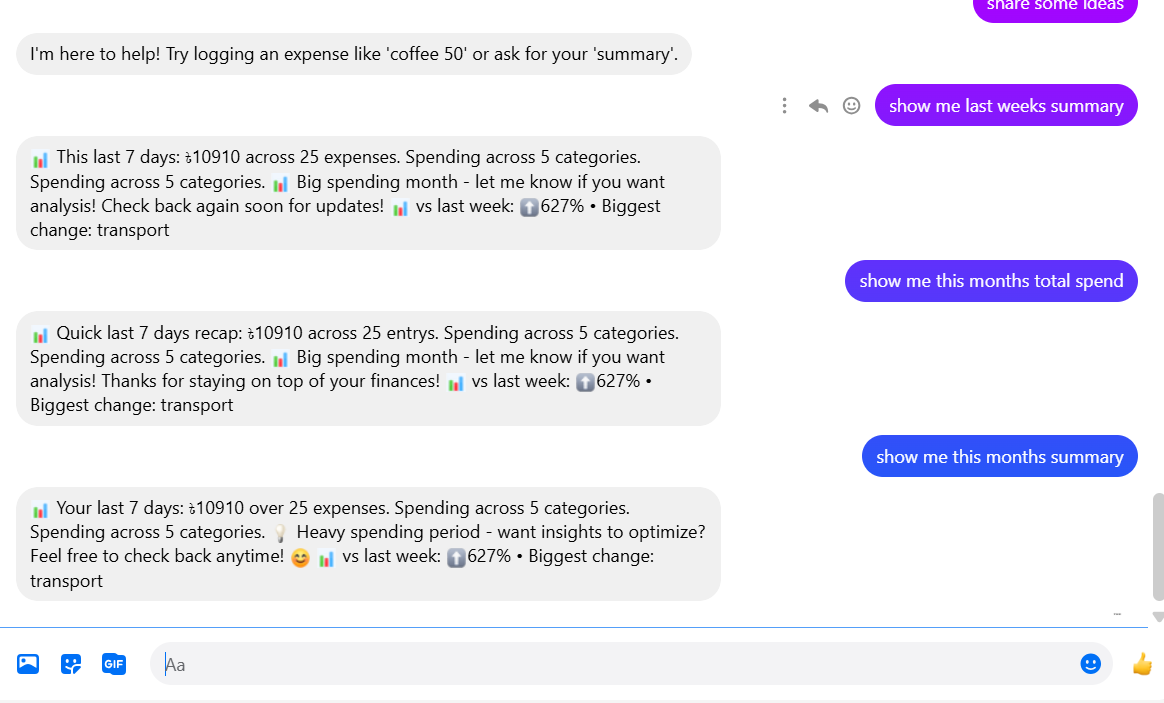 share some ideas
I'm here to help! Try logging an expense like 'coffee 50' or ask for your 'summary'.
show me last weeks summary
📊 This last 7 days: ৳10910 across 25 expenses. Spending across 5 categories.
Spending across 5 categories. 📊 Big spending month - let me know if you want
analysis! Check back again soon for updates! 📊 vs last week: ⬆️627% • Biggest
change: transport
show me this months total spend
📊 Quick last 7 days recap: ৳10910 across 25 entrys. Spending across 5 categories.
Spending across 5 categories. 📊 Big spending month - let me know if you want
analysis! Thanks for staying on top of your finances! 📊 vs last week: ⬆️627% •
Biggest change: transport
show me this months summary
📊 Your last 7 days: ৳10910 over 25 expenses. Spending across 5 categories.
Spending across 5 categories. 💡 Heavy spending period - want insights to optimize?
Feel free to check back anytime! 😊 📊 vs last week: ⬆️627% • Biggest change:
transport
GIF
Aa